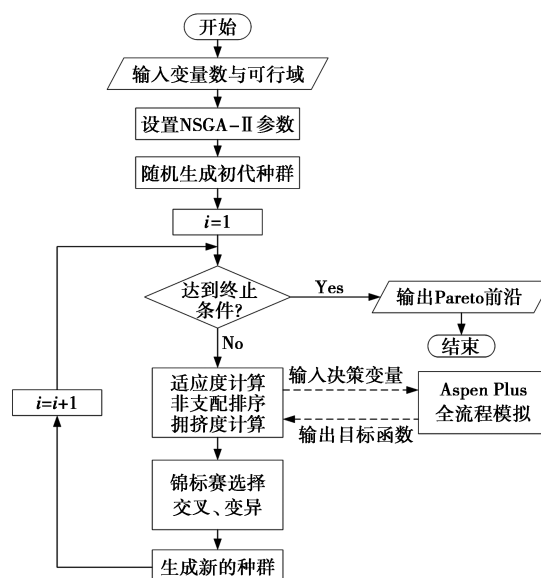 开始
输入变量数与可行域
设置NSGA-Ⅱ参数
随机生成初代种群
i=1
达到终止
条件?
Yes
输出Pareto前沿
结束
No
适应度计算
非支配排序
拥挤度计算
输入决策变量
输出目标函数
Aspen Plus
全流程模拟
i=i+1
锦标赛选择
交叉、变异
生成新的种群